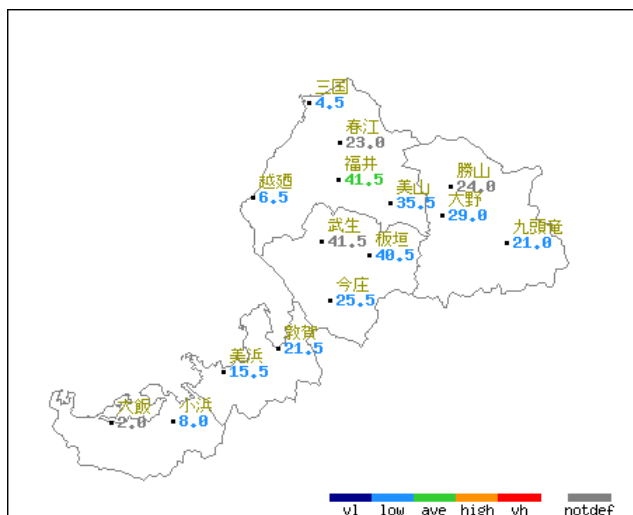 三国
4.5
春江
23.0
福井
41.5
越廼
6.5
美山
35.5
勝山
24.0
大野
29.0
九頭竜
21.0
武生
41.5
板垣
40.5
今庄
25.5
敦賀
21.5
美浜
15.5
大飯
2.0
小浜
8.0
vl low ave high vh notdef